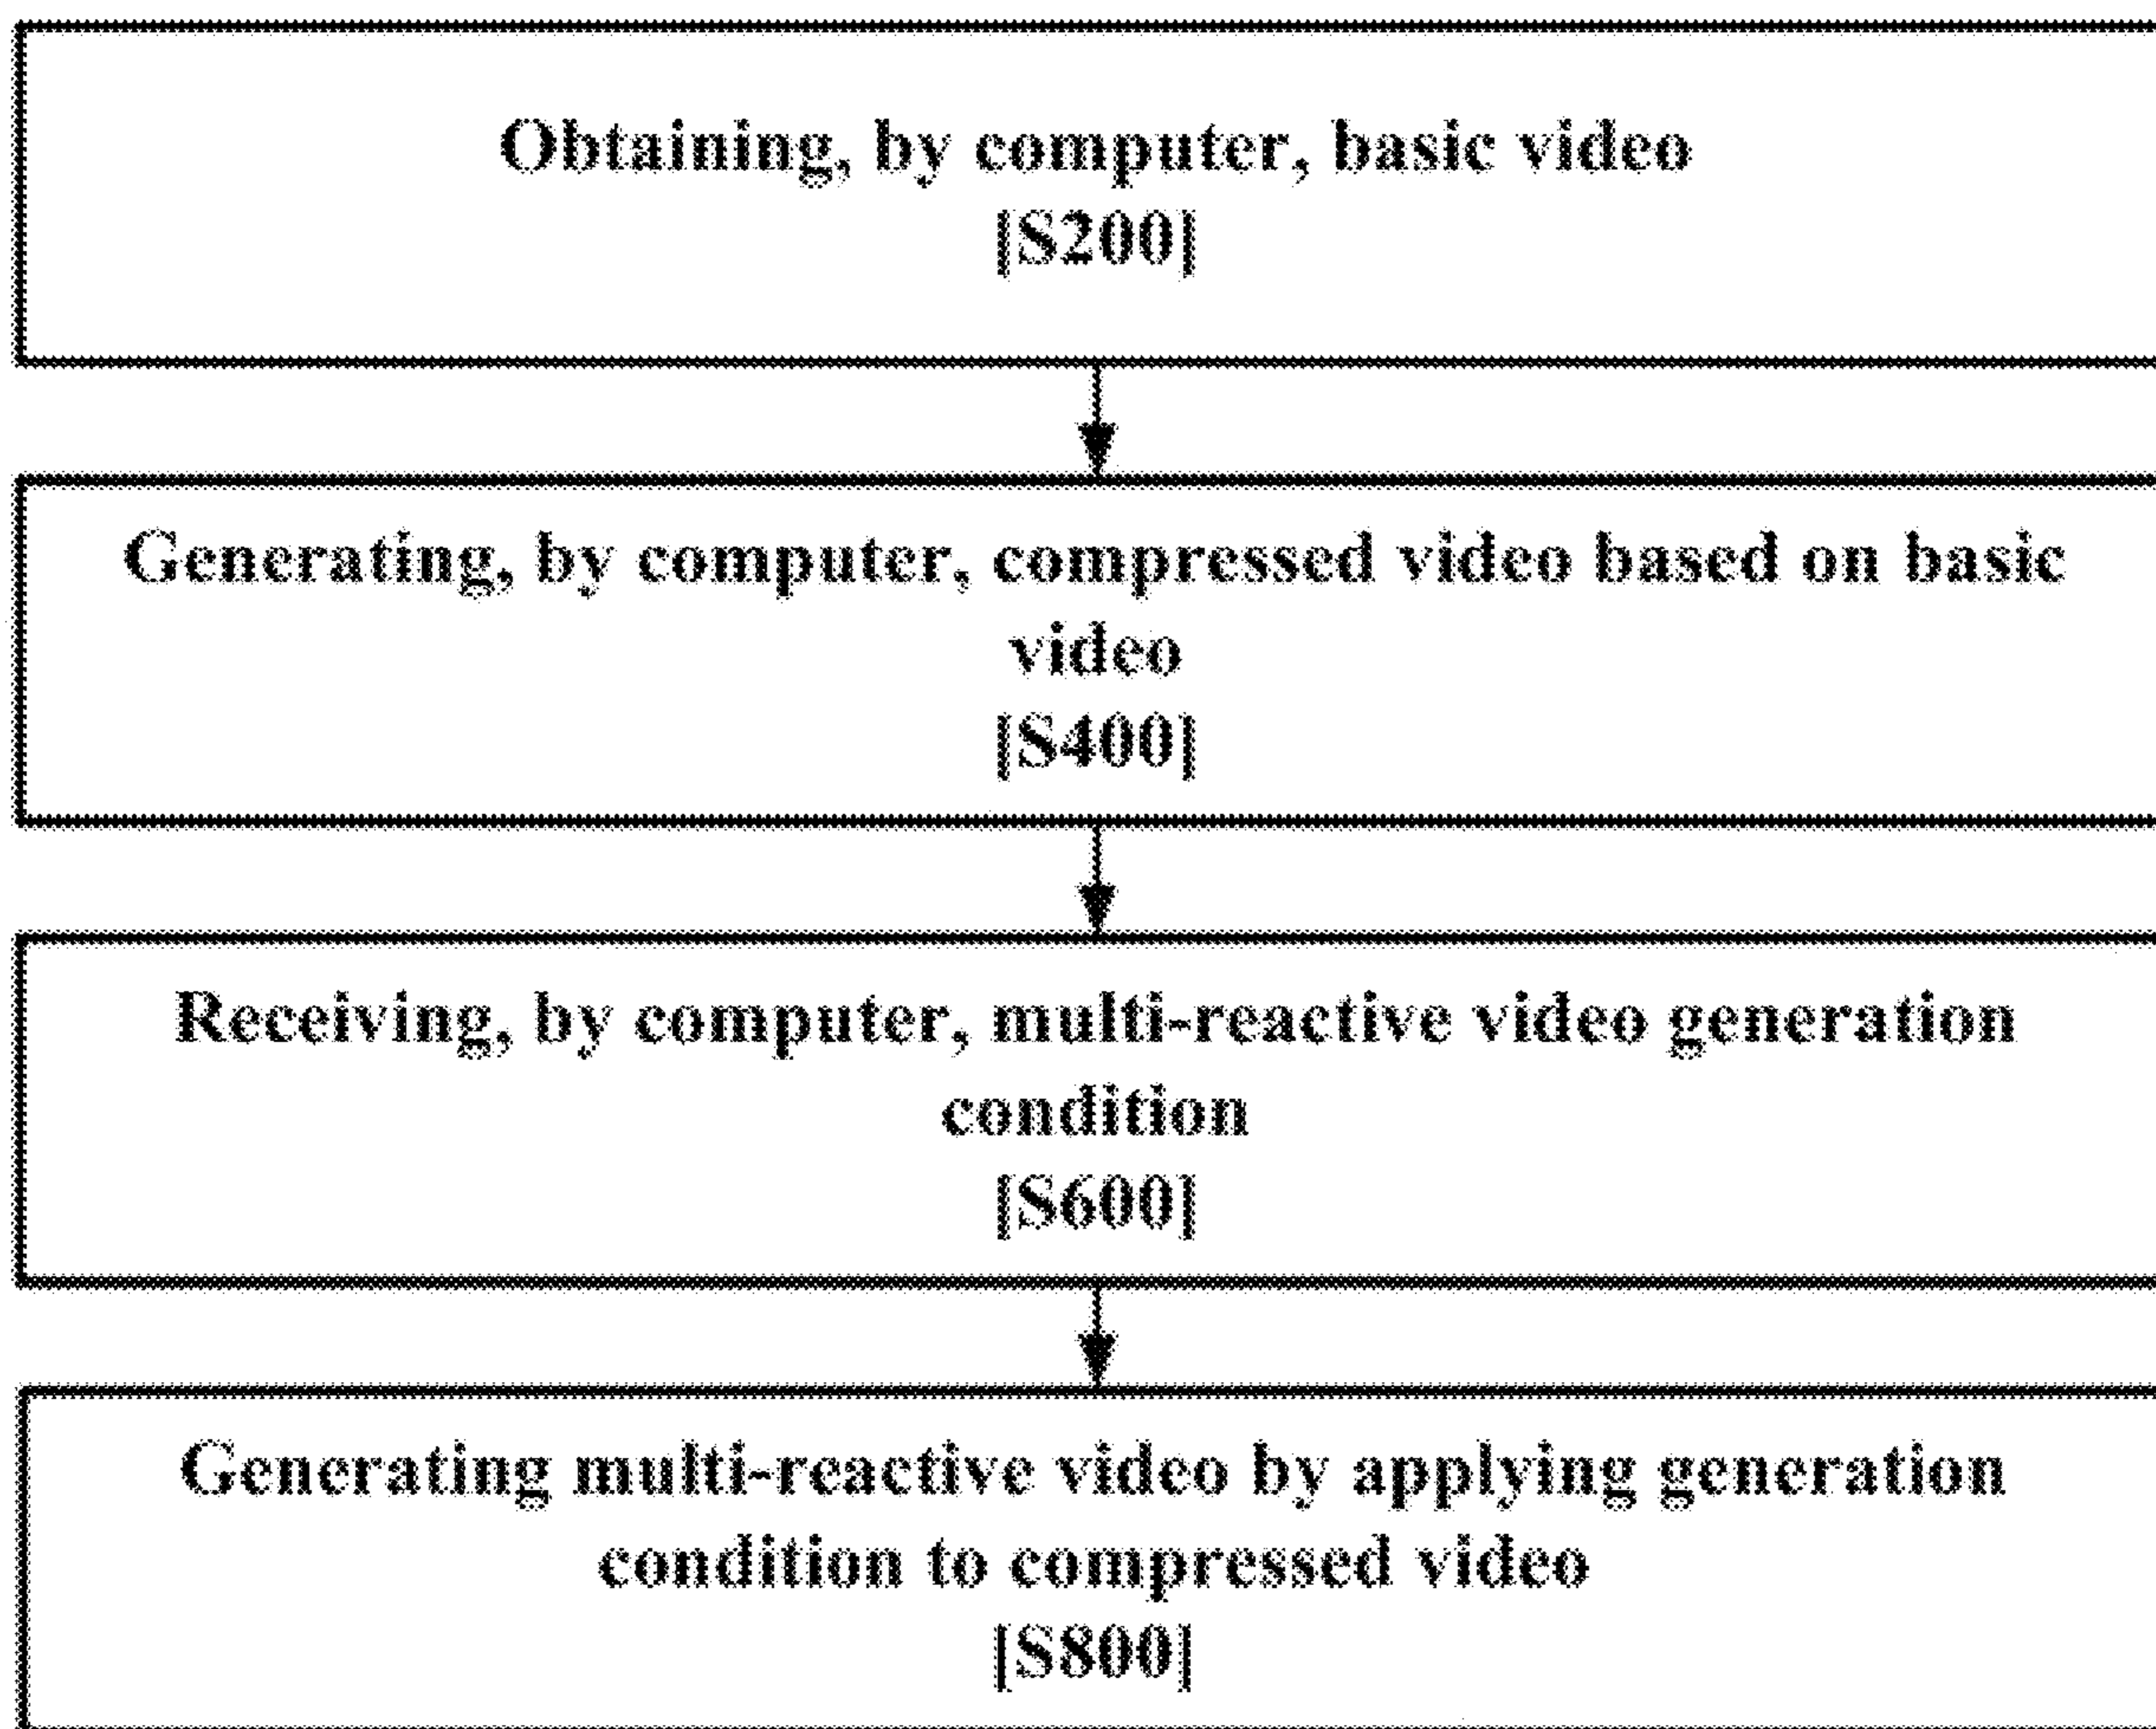 Obtaining, by computer, basic video
[S200]
Generating, by computer, compressed video based on basic
video
[S400]
Receiving, by computer, multi-reactive video generation
condition
[S600]
Generating multi-reactive video by applying generation
condition to compressed video
[S800]